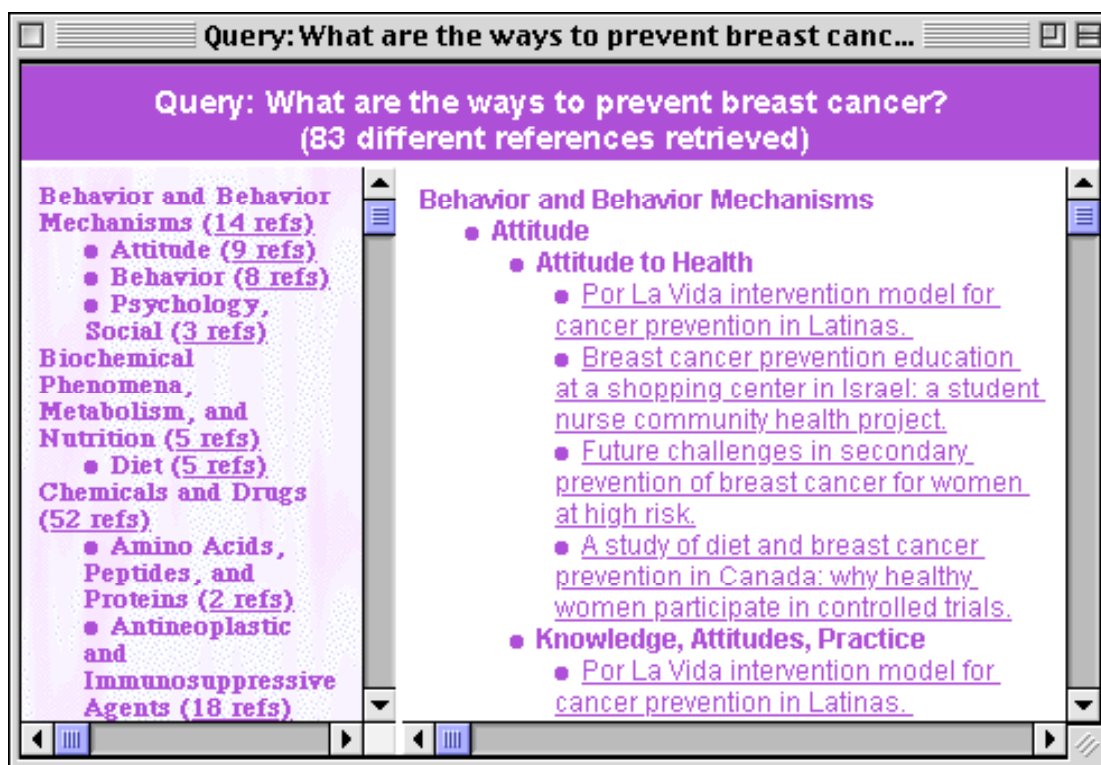 Query: What are the ways to prevent breast canc...
Query: What are the ways to prevent breast cancer?
(83 different references retrieved)
Behavior and Behavior
Mechanisms (14 refs)
● Attitude (9 refs)
● Behavior (8 refs)
● Psychology,
Social (3 refs)
Biochemical
Phenomena,
Metabolism, and
Nutrition (5 refs)
● Diet (5 refs)
Chemicals and Drugs
(52 refs)
● Amino Acids,
Peptides, and
Proteins (2 refs)
● Antineoplastic
and
Immunosuppressive
Agents (18 refs)
Behavior and Behavior Mechanisms
● Attitude
● Attitude to Health
● Por La Vida intervention model for
cancer prevention in Latinas.
● Breast cancer prevention education
at a shopping center in Israel: a student
nurse community health project.
● Future challenges in secondary
prevention of breast cancer for women
at high risk.
● A study of diet and breast cancer
prevention in Canada: why healthy
women participate in controlled trials.
● Knowledge, Attitudes, Practice
● Por La Vida intervention model for
cancer prevention in Latinas.